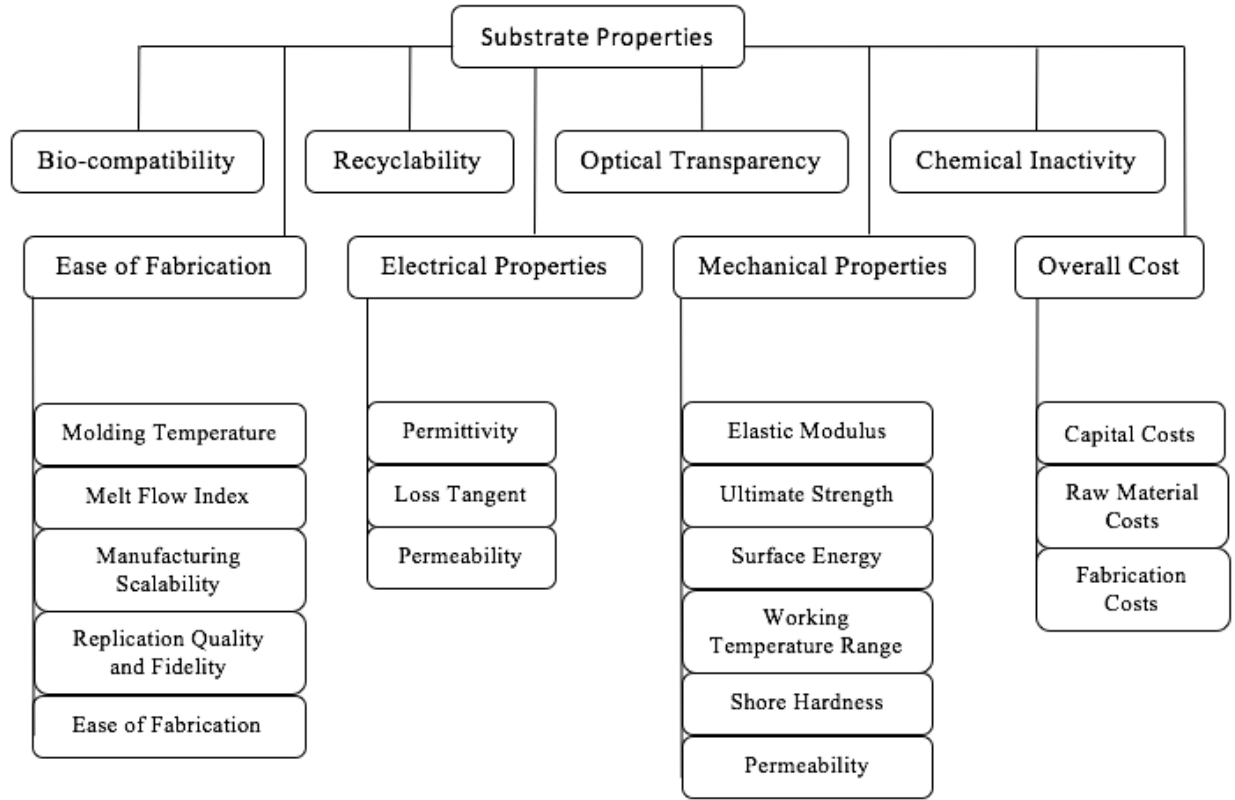 Substrate Properties
Bio-compatibility
Recyclability
Optical Transparency
Chemical Inactivity
Ease of Fabrication
Electrical Properties
Mechanical Properties
Overall Cost
Molding Temperature
Melt Flow Index
Manufacturing
Scalability
Replication Quality
and Fidelity
Ease of Fabrication
Permittivity
Loss Tangent
Permeability
Elastic Modulus
Ultimate Strength
Surface Energy
Working
Temperature Range
Shore Hardness
Permeability
Capital Costs
Raw Material
Costs
Fabrication
Costs